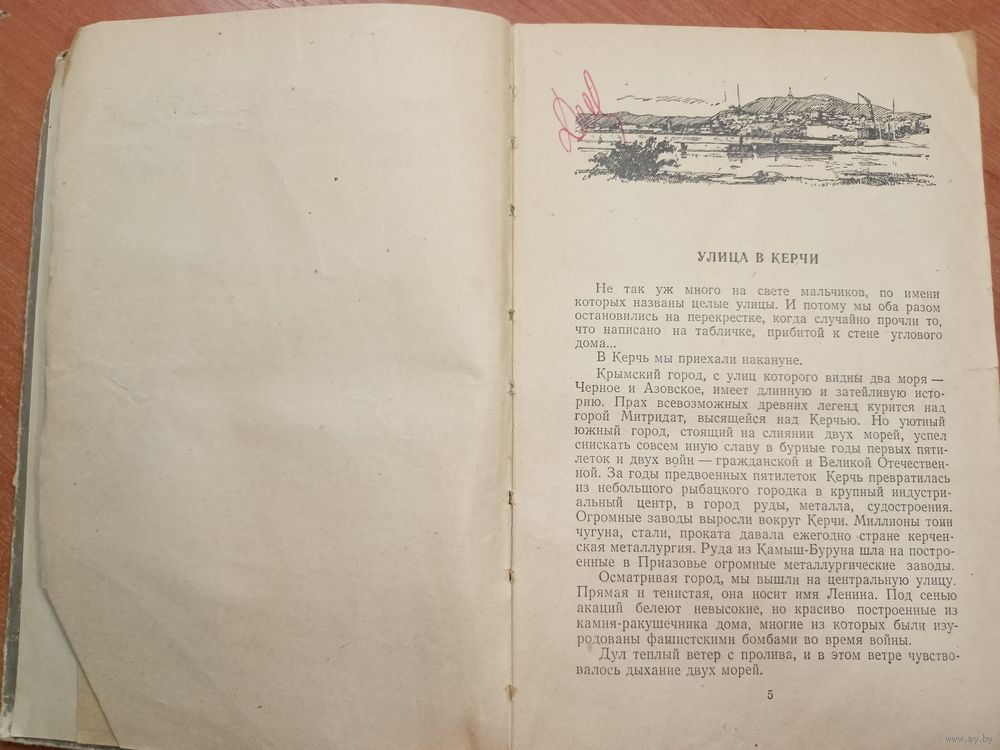 УЛИЦА В КЕРЧИ
Не так уж много на свете мальчиков, по имени
которых названы целые улицы. И потому мы оба разом
остановились на перекрестке, когда случайно прочли то,
что написано на табличке, прибитой к стене углового
дома...
В Керчь мы приехали накануне.
Крымский город, с улиц которого видны два моря —
Черное и Азовское, имеет длинную и затейливую исто-
рию. Прах всевозможных древних легенд курится над
горой Митридат, высящейся над Керчью. Но уютный
южный город, стоящий на слиянии двух морей, успел
снискать совсем иную славу в бурные годы первых пяти-
леток и двух войн — гражданской и Великой Отечествен-
ной. За годы предвоенных пятилеток Керчь превратилась
из небольшого рыбацкого городка в крупный индустри-
альный центр, в город руды, металла, судостроения.
Огромные заводы выросли вокруг Керчи. Миллионы тонн
чугуна, стали, проката давала ежегодно стране керчен-
ская металлургия. Руда из Камыш-Буруна шла на постро-
енные в Приазовье огромные металлургические заводы.
Осматривая город, мы вышли на центральную улицу.
Прямая и тенистая, она носит имя Ленина. Под сенью
акаций белеют невысокие, но красиво построенные из
камня-ракушечника дома, многие из которых были изу-
родованы фашистскими бомбами во время войны.
Дул теплый ветер с пролива, и в этом ветре чувство-
валось дыхание двух морей.
5
www.ay.by